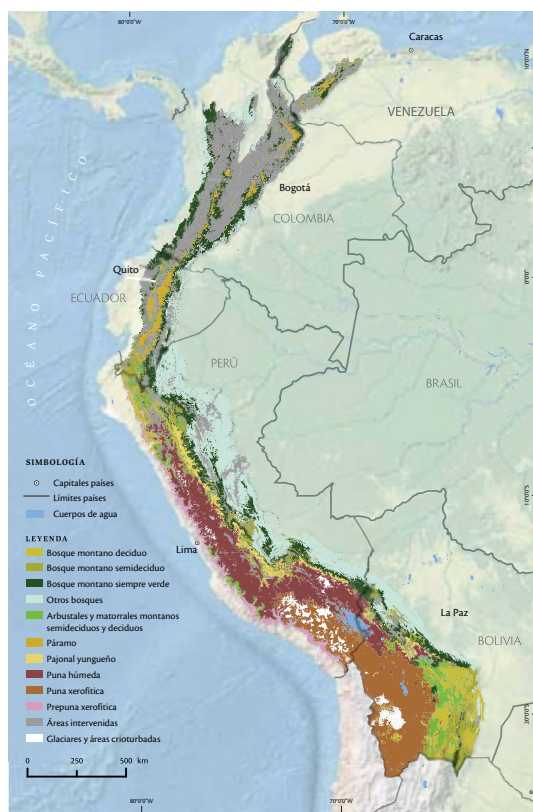 80°0'0"W
70°0'0"W
Caracas
10°0'0"N
VENEZUELA
Bogotá
COLOMBIA
OCÉANO PACÍFICO
Quito
0°0'0"
ECUADOR
PERÚ
BRASIL
SIMBOLOGÍA
Capitales países
Límites países
Cuerpos de agua
10°0'0"S
LEYENDA
Lima
Bosque montano deciduo
Bosque montano semideciduo
Bosque montano siempre verde
Otros bosques
La Paz
Arbustales y matorrales montanos
semideciduos y deciduos
BOLIVIA
Páramo
Pajonal yungueño
Puna húmeda
Puna xerofítica
Prepuna xerofítica
20°0'0"S
Áreas intervenidas
Glaciares y áreas crioturbadas
0 250 500 km
80°0'0"W
70°0'0"W